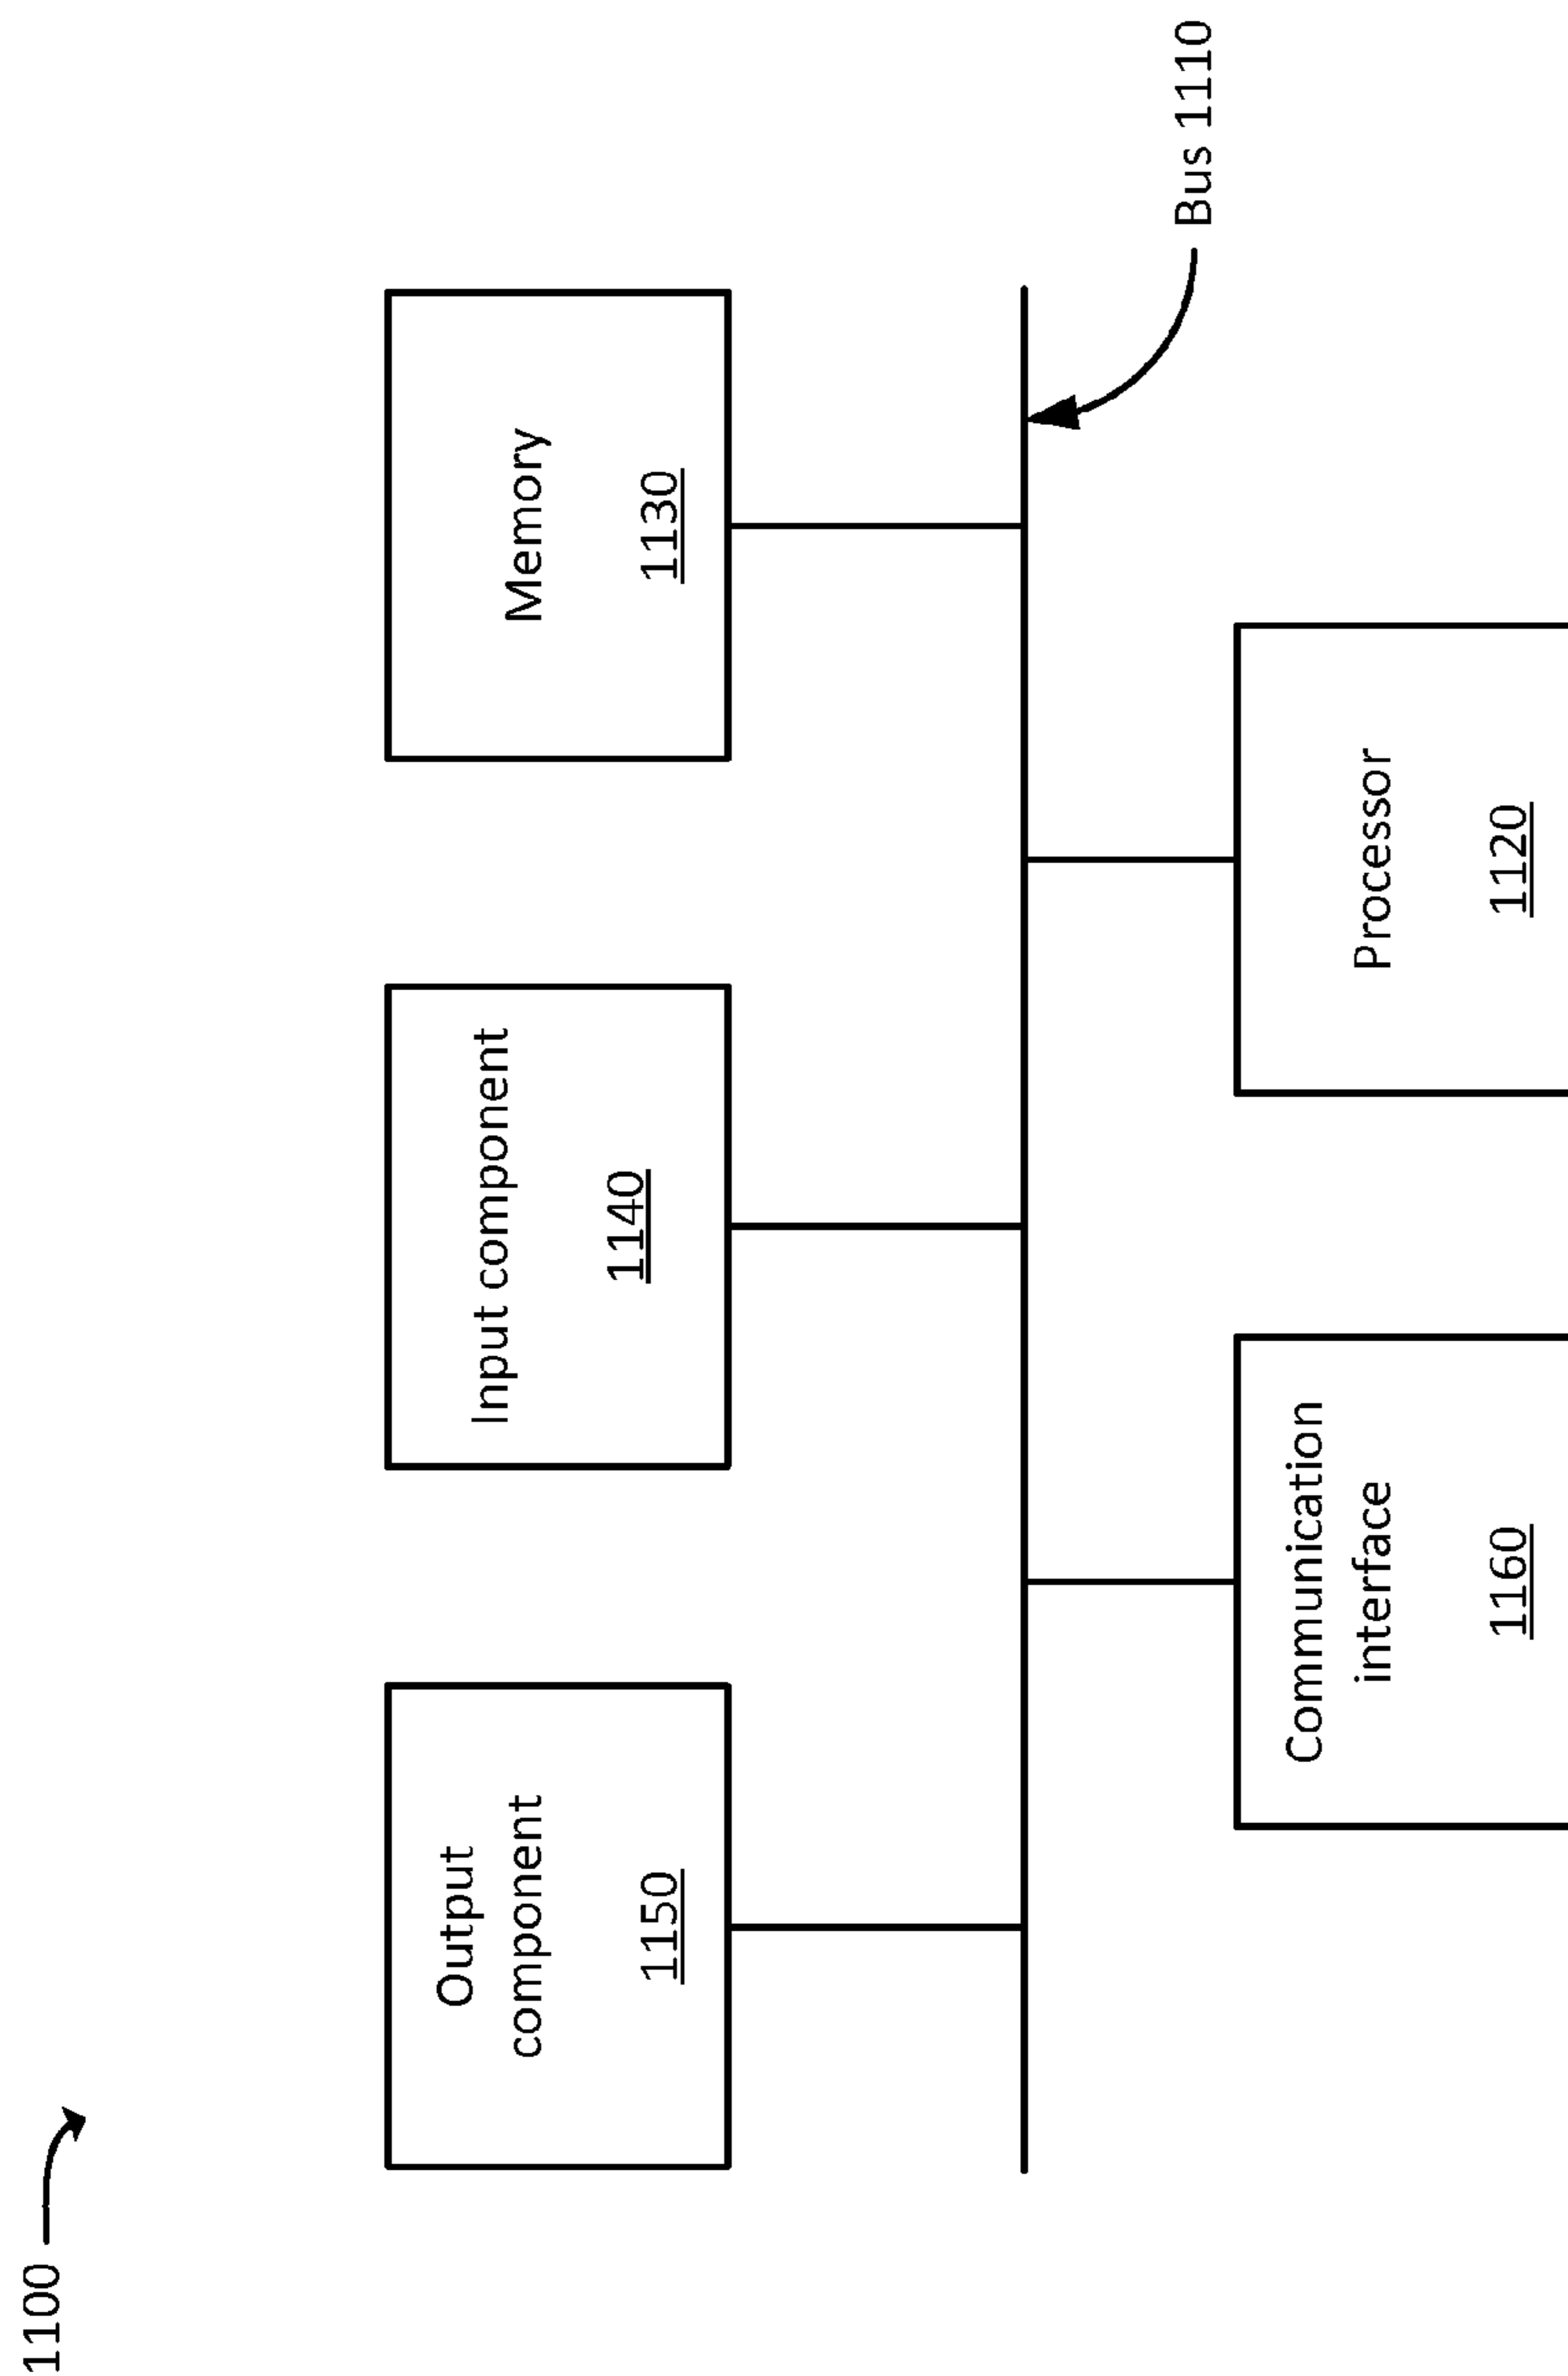 1100
Output
component
1150
Input component
1140
Memory
1130
Bus 1110
Communication
interface
1160
Processor
1120